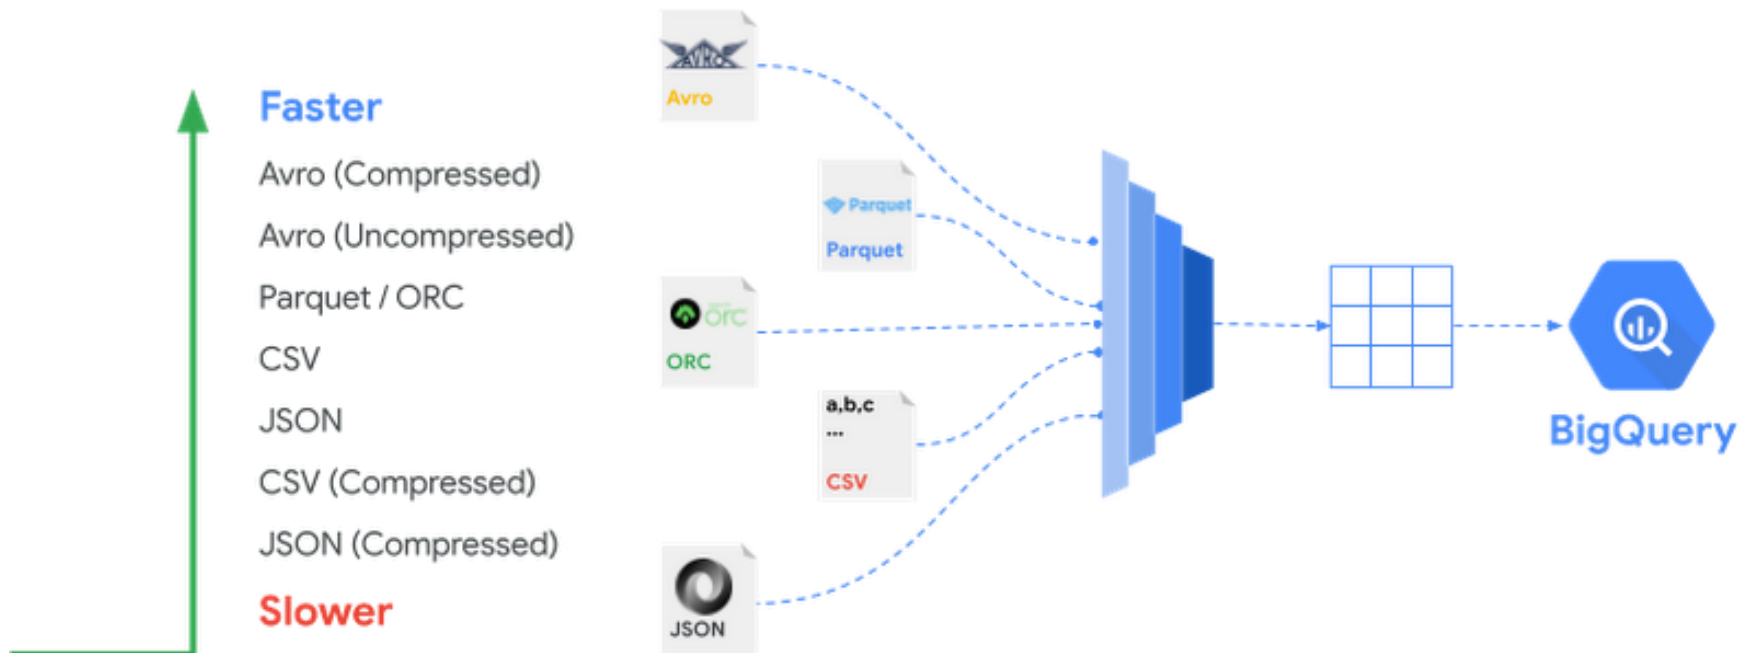 Faster
Avro (Compressed)
Avro (Uncompressed)
Parquet / ORC
CSV
JSON
CSV (Compressed)
JSON (Compressed)
Slower
AVRO
Avro
Parquet
Parquet
orc
ORC
a,b,c
...
CSV
JSON
BigQuery